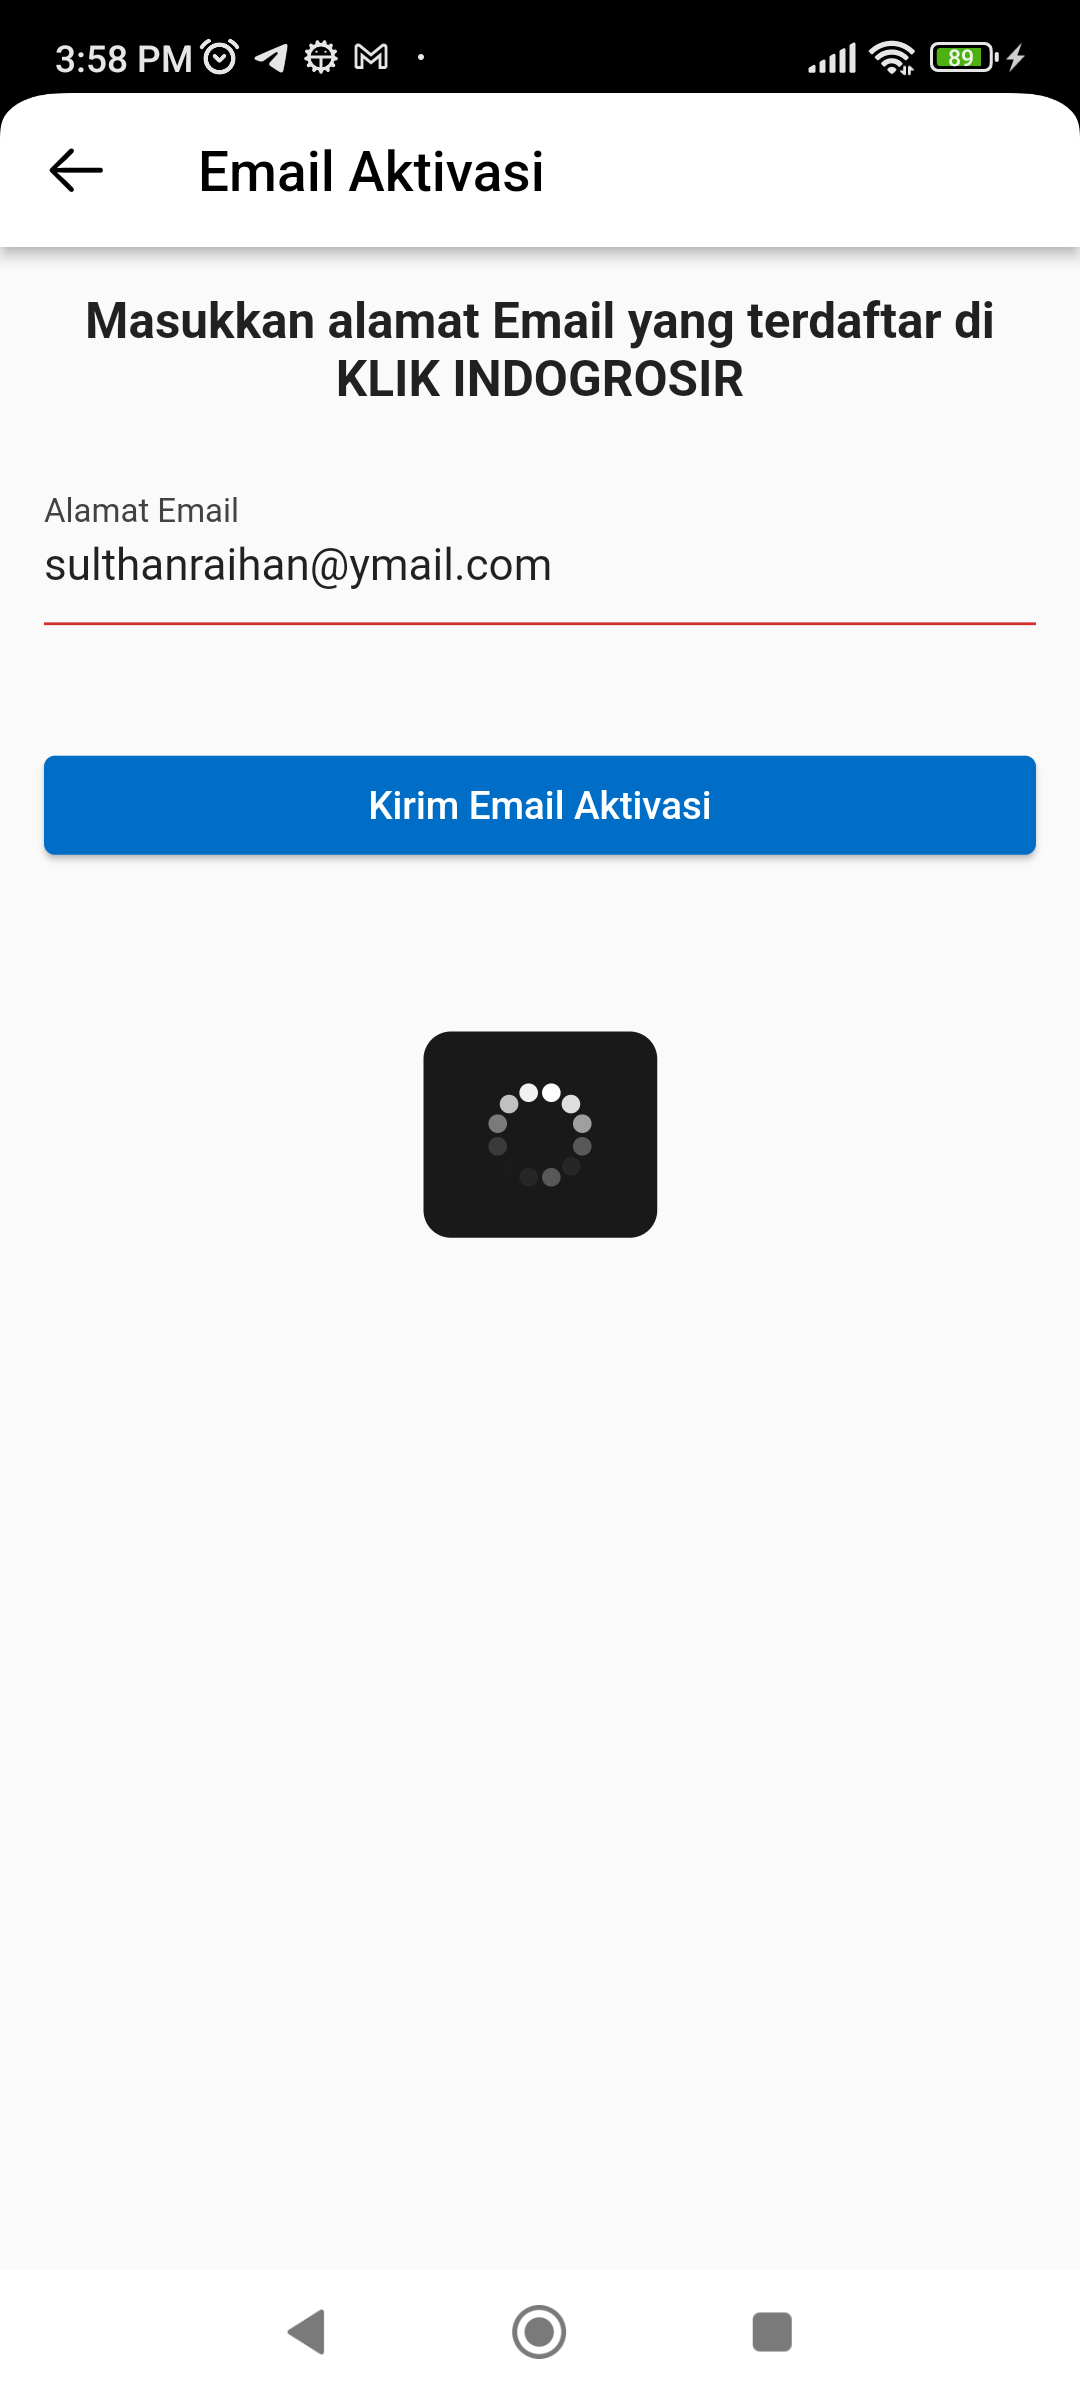 3:58 PM
89
Email Aktivasi
Masukkan alamat Email yang terdaftar di
KLIK INDOGROSIR
Alamat Email
sulthanraihan@ymail.com
Kirim Email Aktivasi